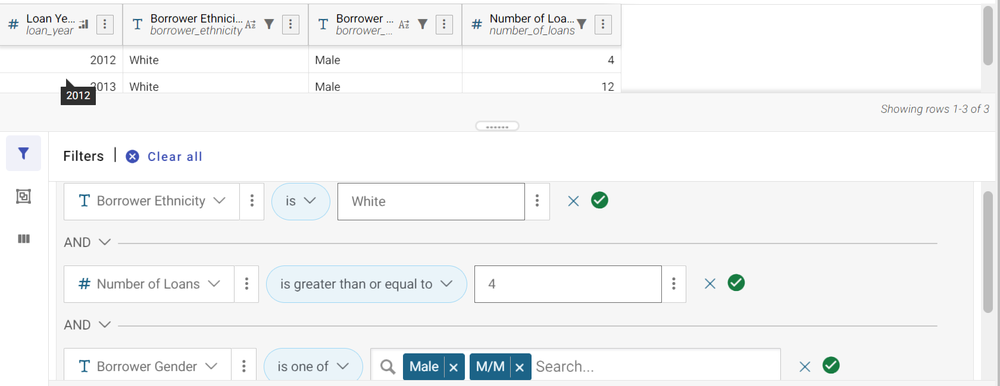 # Loan Ye... T Borrower Ethnici... T Borrower ... # Number of Loa...
loan_year borrower_ethnicity borrower_... number_of_loans
2012 White Male 4
2013 White Male 12
2012
Showing rows 1-3 of 3
Filters | Clear all
T Borrower Ethnicity is White
AND
# Number of Loans is greater than or equal to 4
AND
T Borrower Gender is one of Male × M/M × Search...